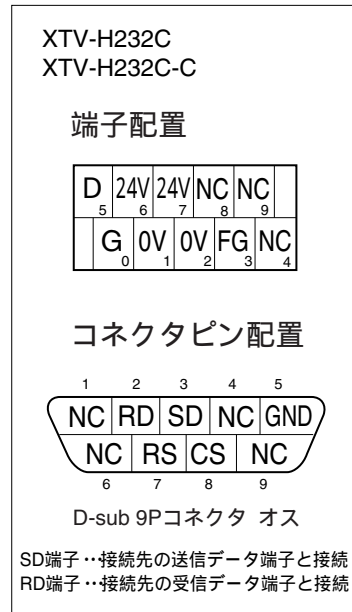 XTV-H232C
XTV-H232C-C
端子配置
D 24V 24V NC NC
5 6 7 8 9
G 0V 0V FG NC
0 1 2 3 4
コネクタピン配置
1 2 3 4 5
NC RD SD NC GND
NC RS CS NC
6 7 8 9
D-sub 9Pコネクタ オス
SD端子…接続先の送信データ端子と接続
RD端子…接続先の受信データ端子と接続